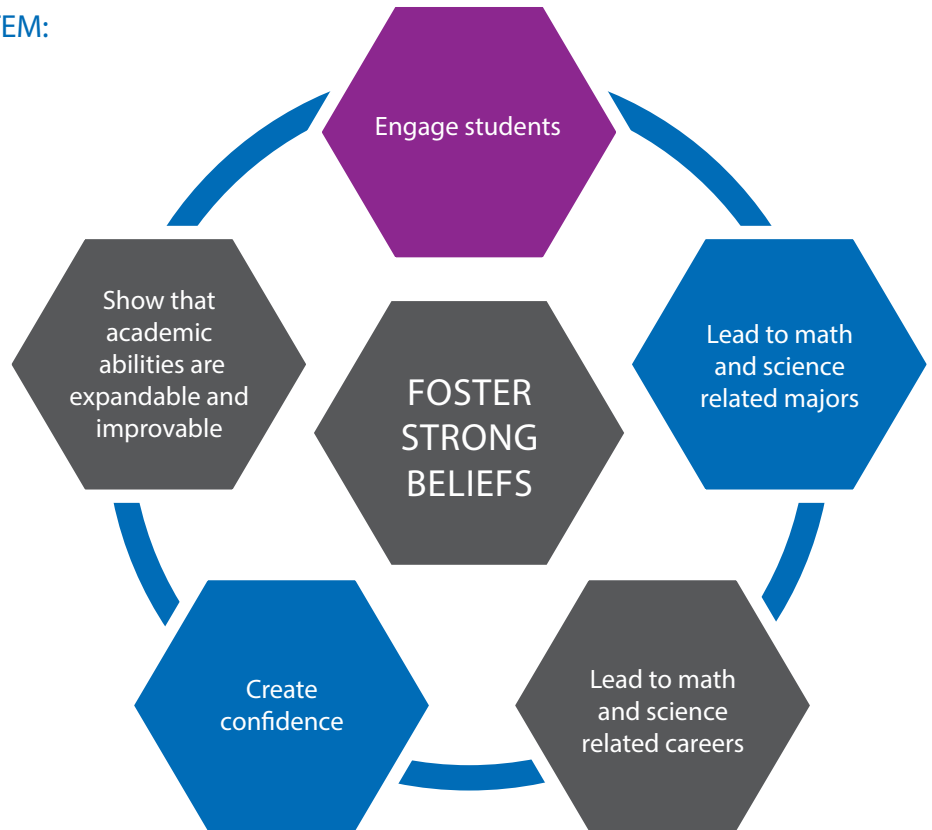 TEM:
Engage students
Show that
academic
abilities are
expandable and
improvable
Lead to math
and science
related majors
FOSTER
STRONG
BELIEFS
Create
confidence
Lead to math
and science
related careers